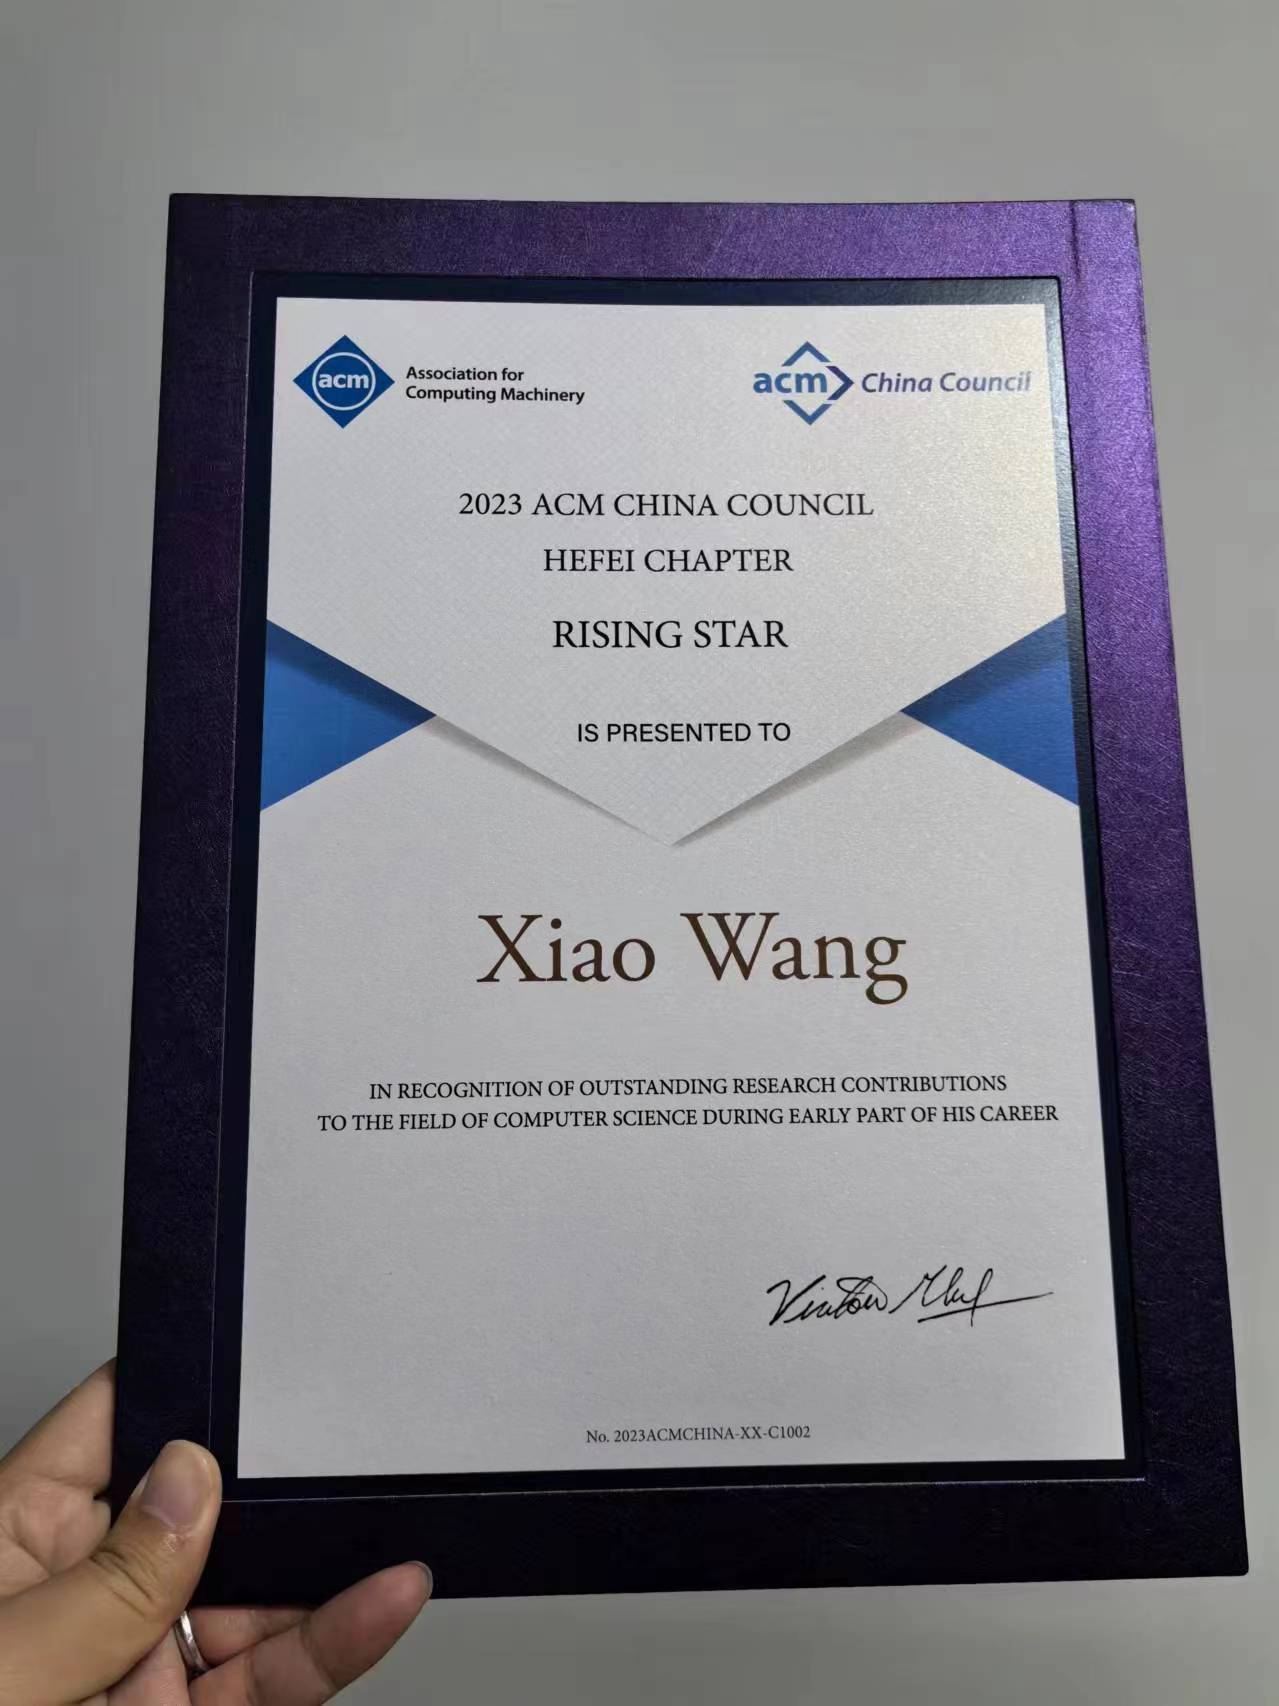 acm
Association for
Computing Machinery
acm China Council
2023 ACM CHINA COUNCIL
HEFEI CHAPTER
RISING STAR
IS PRESENTED TO
Xiao Wang
IN RECOGNITION OF OUTSTANDING RESEARCH CONTRIBUTIONS
TO THE FIELD OF COMPUTER SCIENCE DURING EARLY PART OF HIS CAREER
No. 2023ACMCHINA-XX-C1002